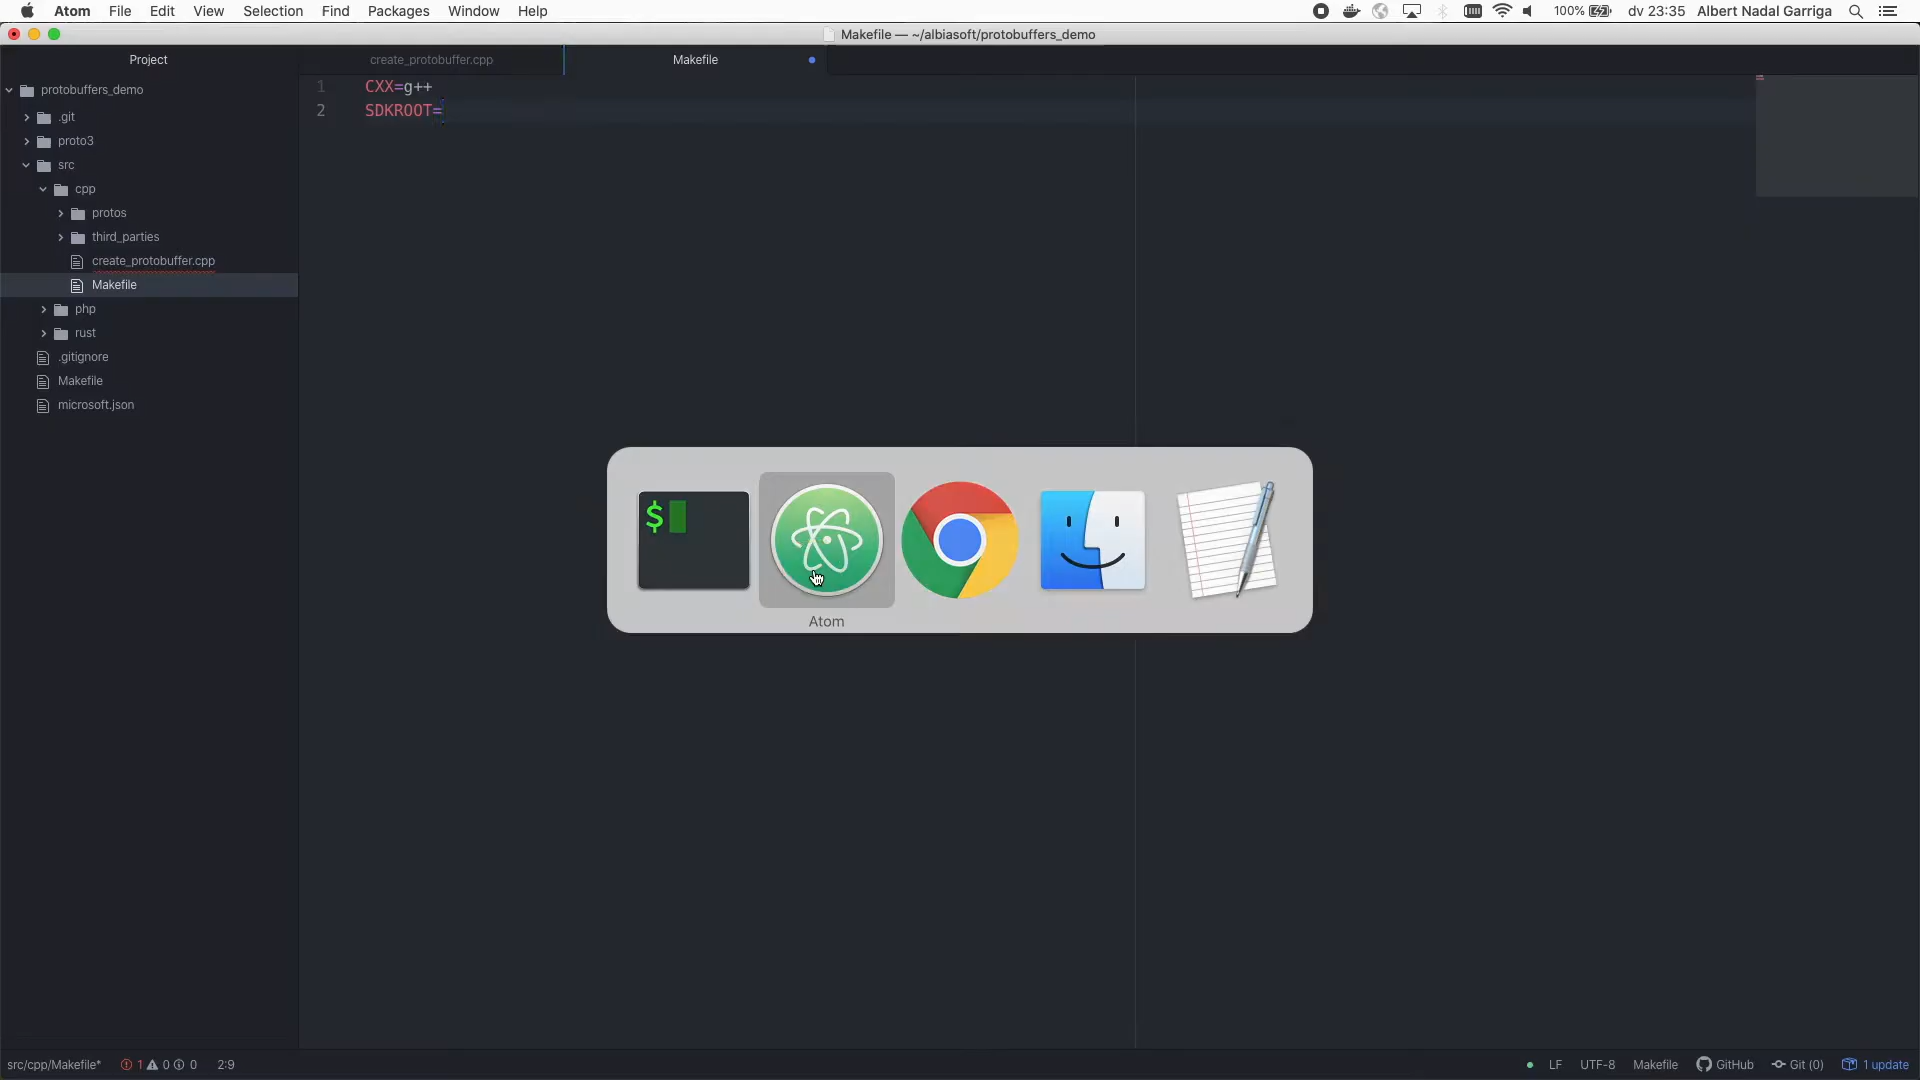 Atom File Edit View Selection Find Packages Window Help 100% dv 23:35 Albert Nadal Garriga
Makefile — ~/albiasoft/protobuffers_demo
Project
create_protobuffer.cpp
Makefile
protobuffers_demo
.git
proto3
src
cpp
protos
third_parties
create_protobuffer.cpp
Makefile
php
rust
.gitignore
Makefile
microsoft.json
1 CXX=g++
2 SDKROOT=
$
Atom
src/cpp/Makefile* 1 0 0 2:9 LF UTF-8 Makefile GitHub Git (0) 1 update